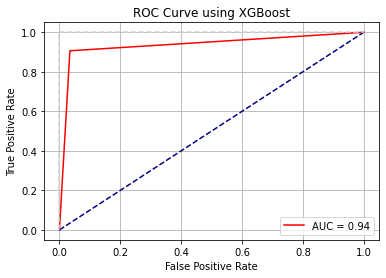 ROC Curve using XGBoost
True Positive Rate
1.0
0.8
0.6
0.4
0.2
0.0
AUC = 0.94
0.0 0.2 0.4 0.6 0.8 1.0
False Positive Rate